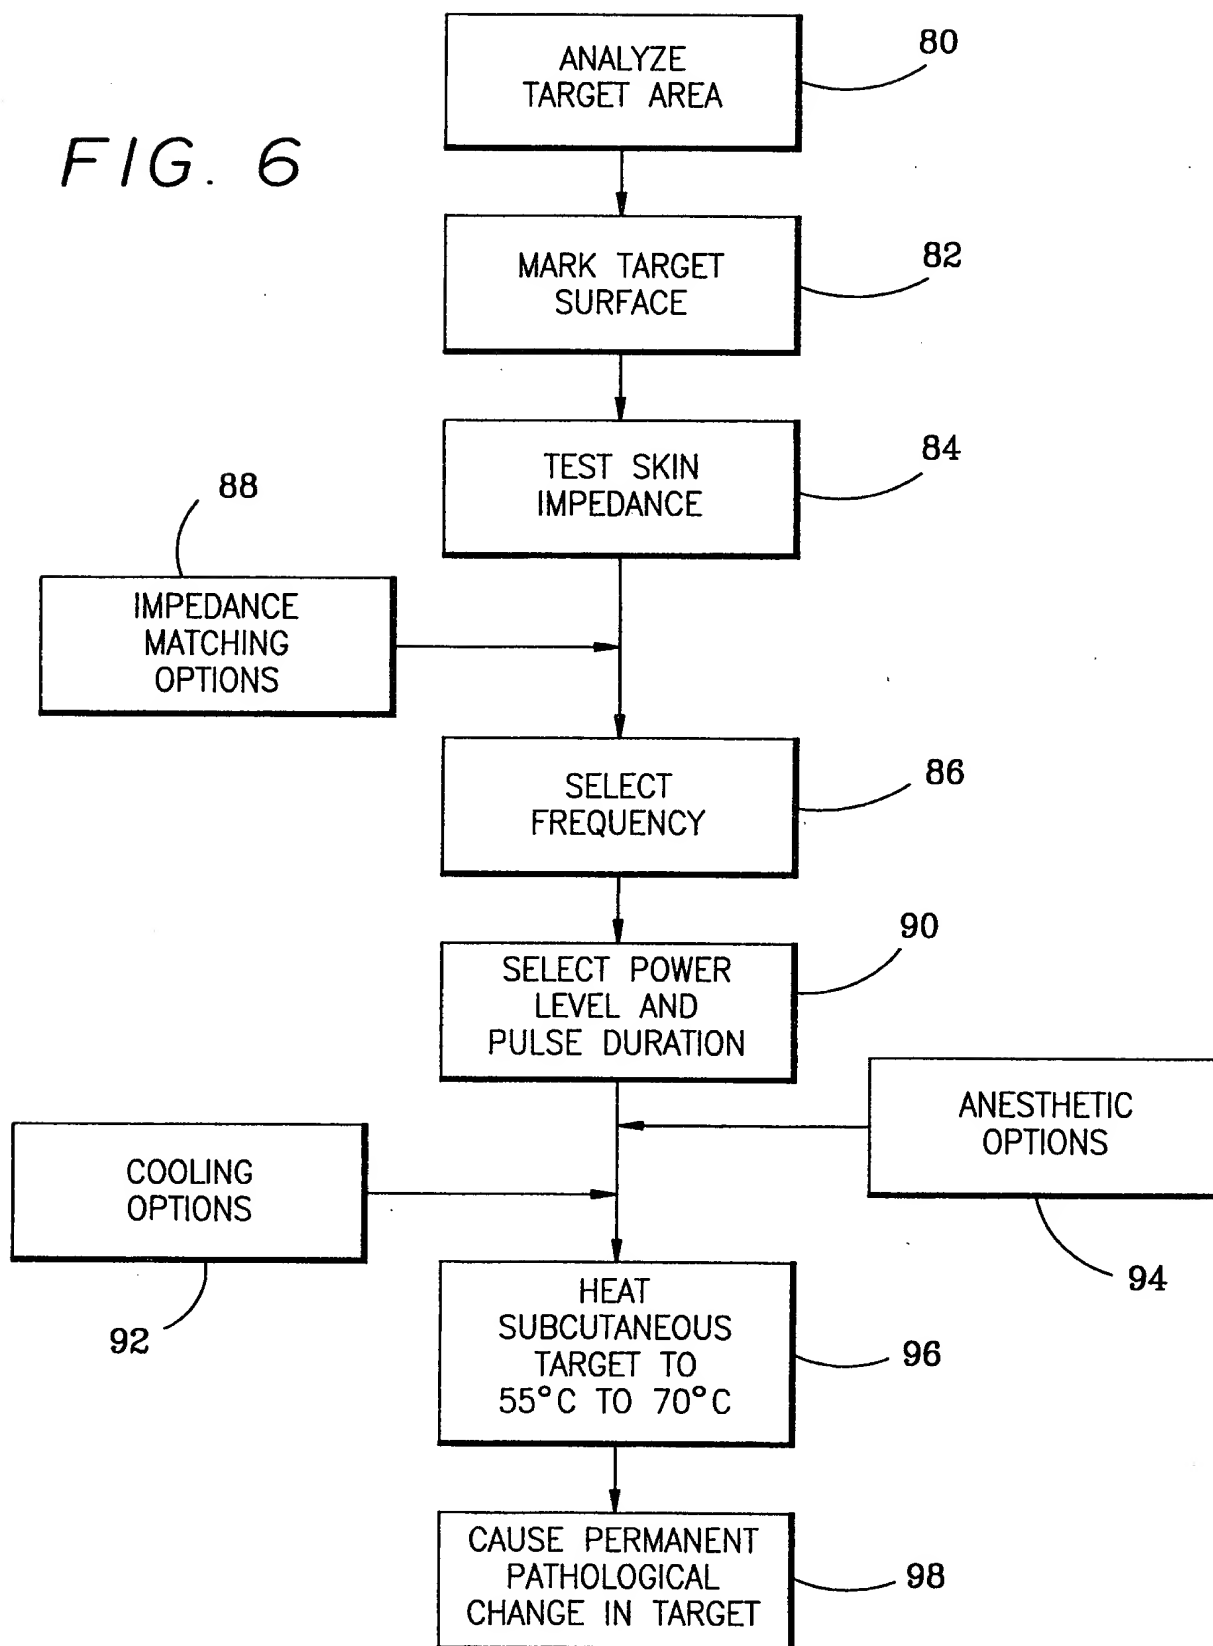 FIG. 6
ANALYZE
TARGET AREA
80
MARK TARGET
SURFACE
82
TEST SKIN
IMPEDANCE
84
88
IMPEDANCE
MATCHING
OPTIONS
SELECT
FREQUENCY
86
SELECT POWER
LEVEL AND
PULSE DURATION
90
ANESTHETIC
OPTIONS
94
COOLING
OPTIONS
92
HEAT
SUBCUTANEOUS
TARGET TO
55°C TO 70°C
96
CAUSE PERMANENT
PATHOLOGICAL
CHANGE IN TARGET
98